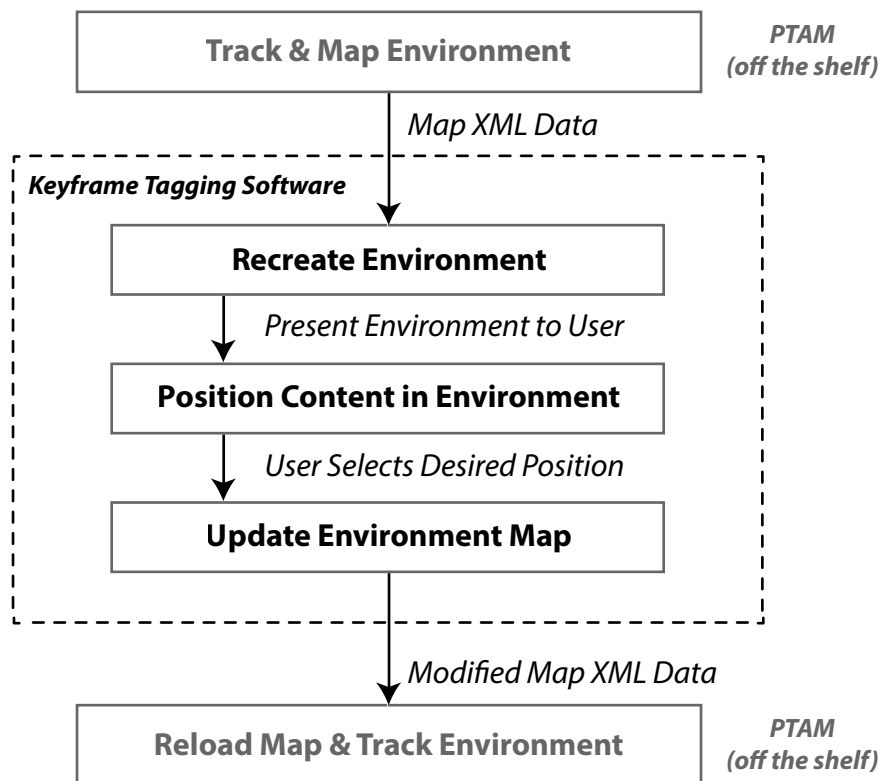 Track & Map Environment
PTAM
(off the shelf)
Map XML Data
Keyframe Tagging Software
Recreate Environment
Present Environment to User
Position Content in Environment
User Selects Desired Position
Update Environment Map
Modified Map XML Data
Reload Map & Track Environment
PTAM
(off the shelf)